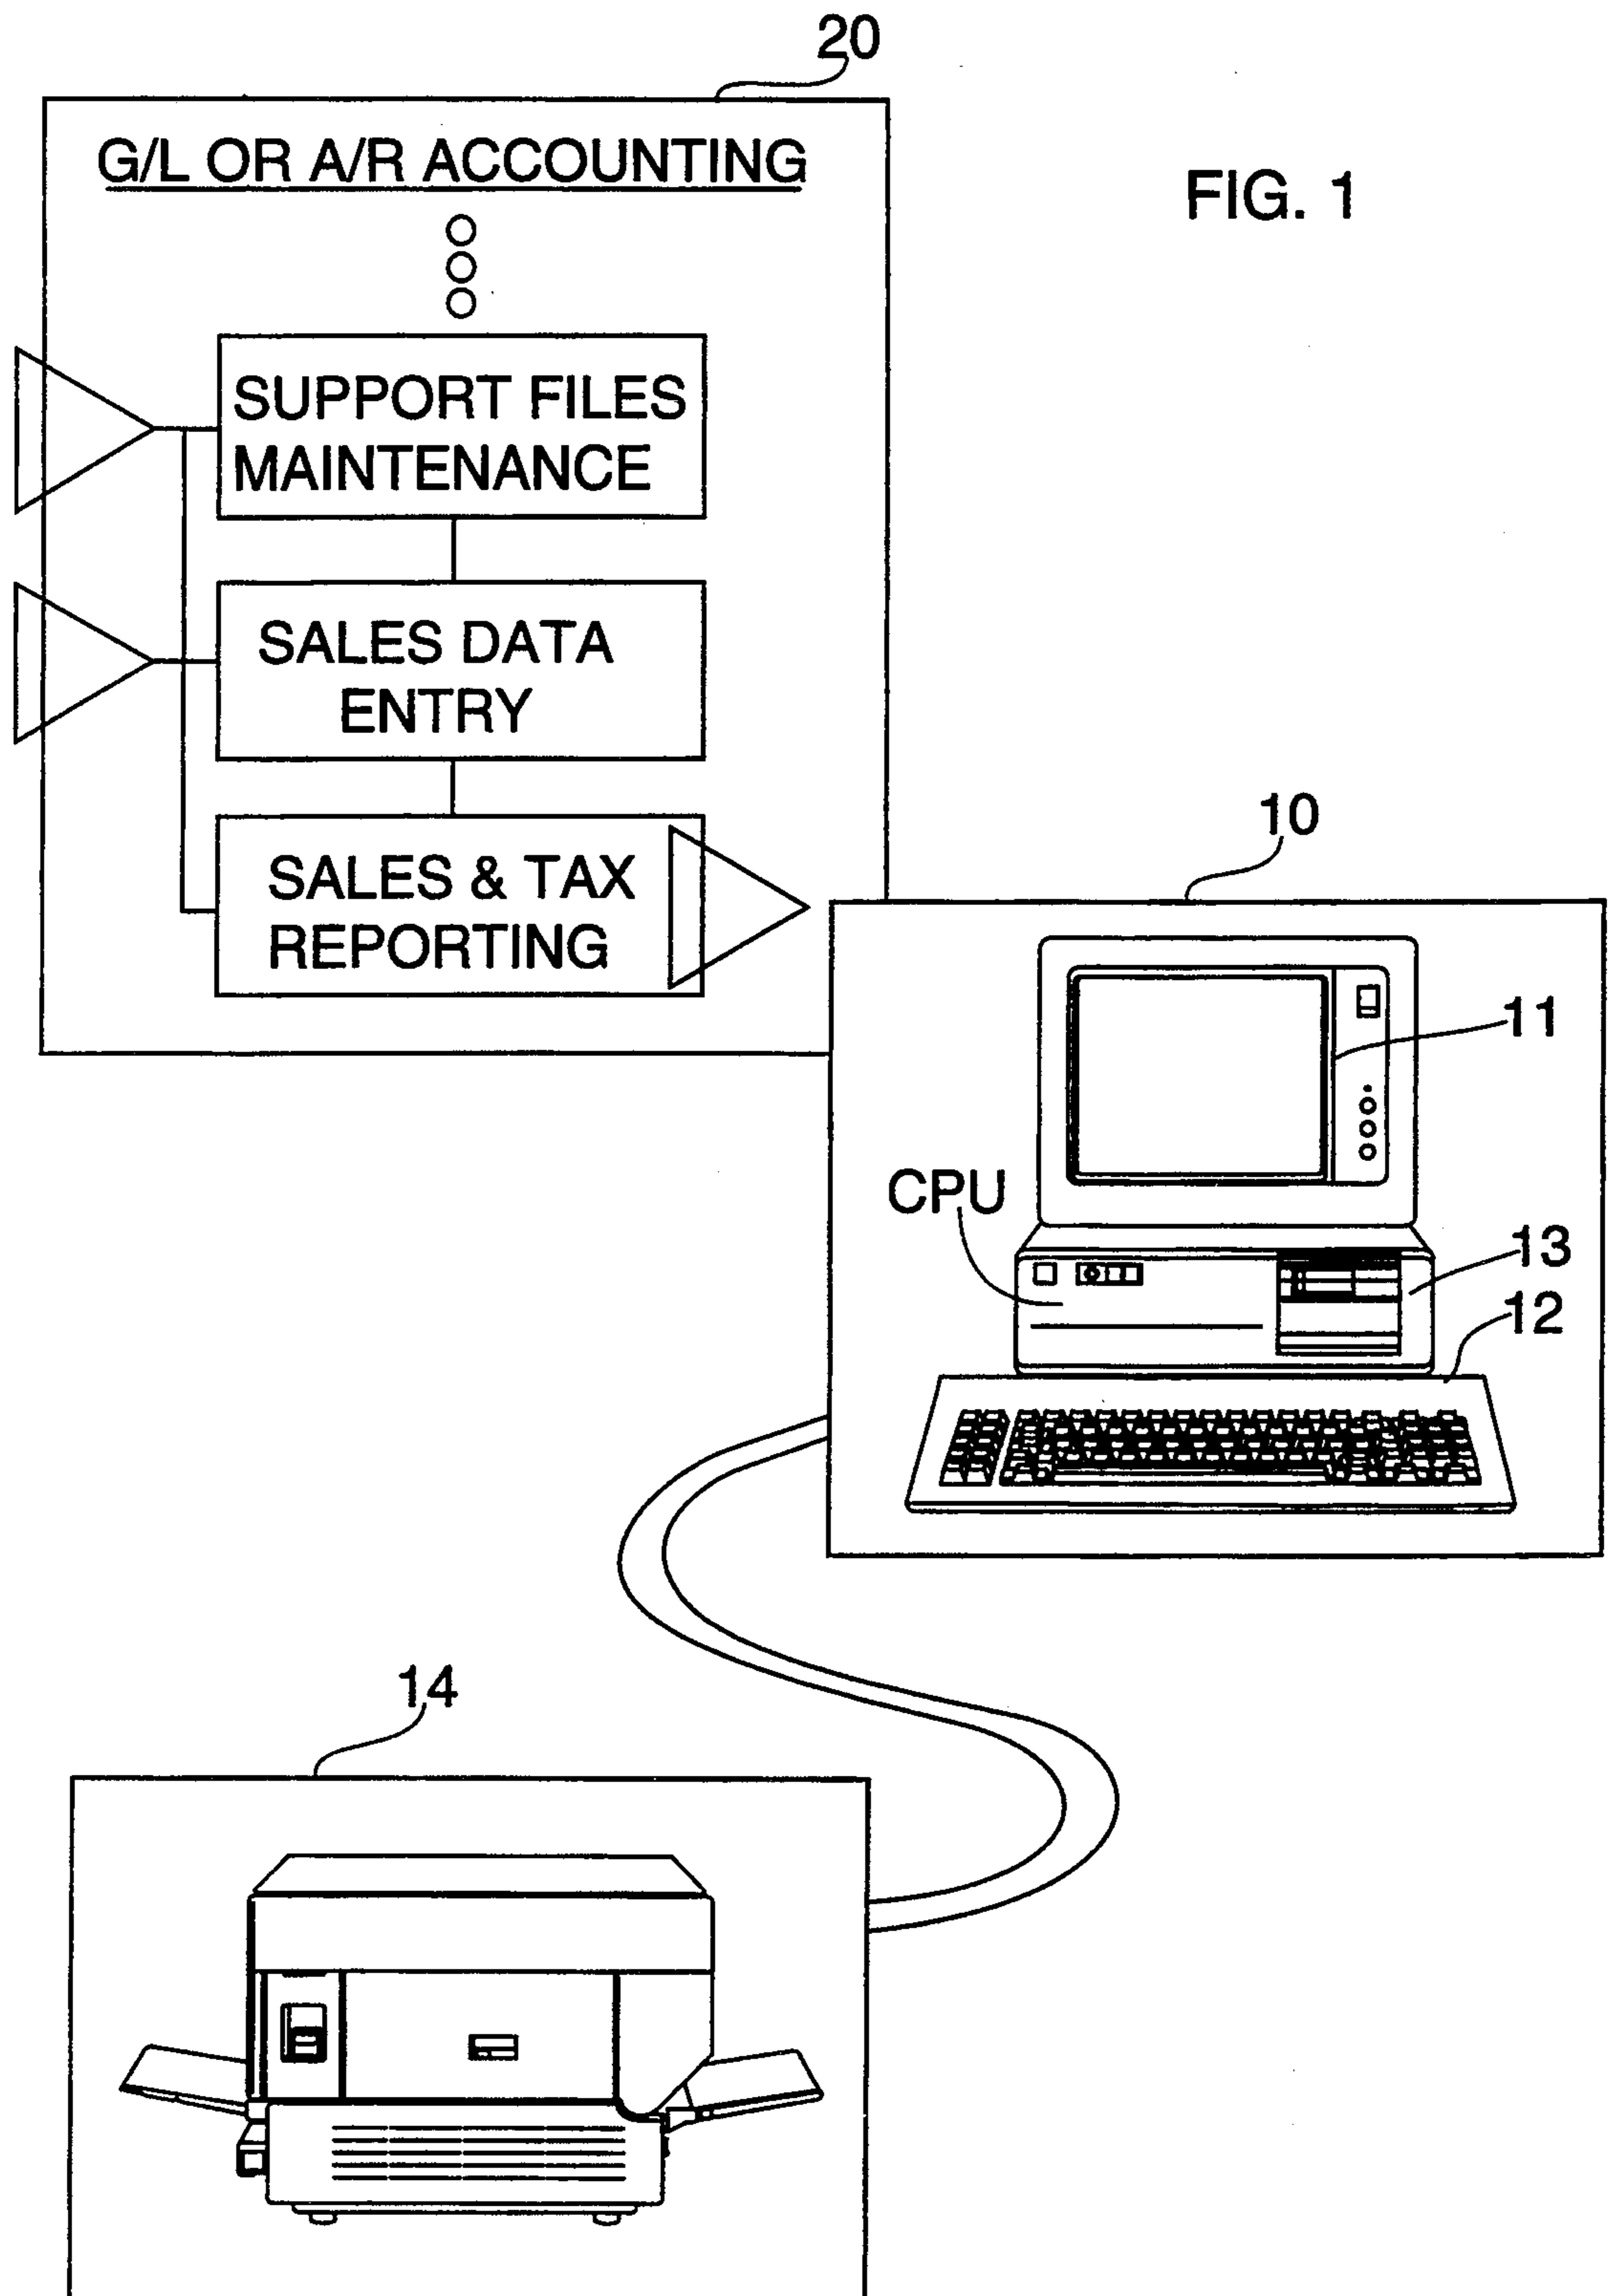 20
G/L OR A/R ACCOUNTING
FIG. 1
SUPPORT FILES
MAINTENANCE
SALES DATA
ENTRY
SALES & TAX
REPORTING
10
11
CPU
13
12
14